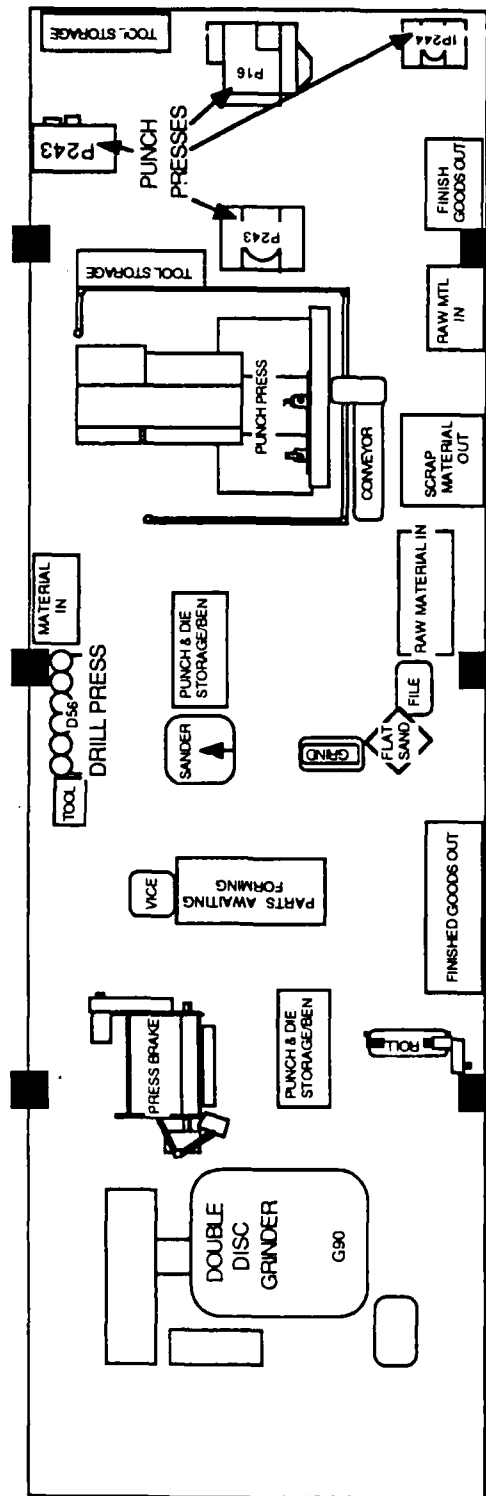 TOOL
D56
DRILL PRESS
MATERIAL
IN
P243
TOOL STORAGE
VICE
PRESS BRAKE
PARTS AWAITING
FORMING
SANDER
PUNCH & DIE
STORAGE/BEN
PUNCH PRESS
TOOL STORAGE
PUNCH
PRESSES
P243
P16
DOUBLE
DISC
GRINDER
G90
PUNCH & DIE
STORAGE/BEN
GRIND
FLAT
SAND
FILE
CONVEYOR
ROLL
FINISHED GOODS OUT
RAW MATERIAL IN
SCRAP
MATERIAL
OUT
RAW MTL
IN
FINISH
GOODS OUT
1P244